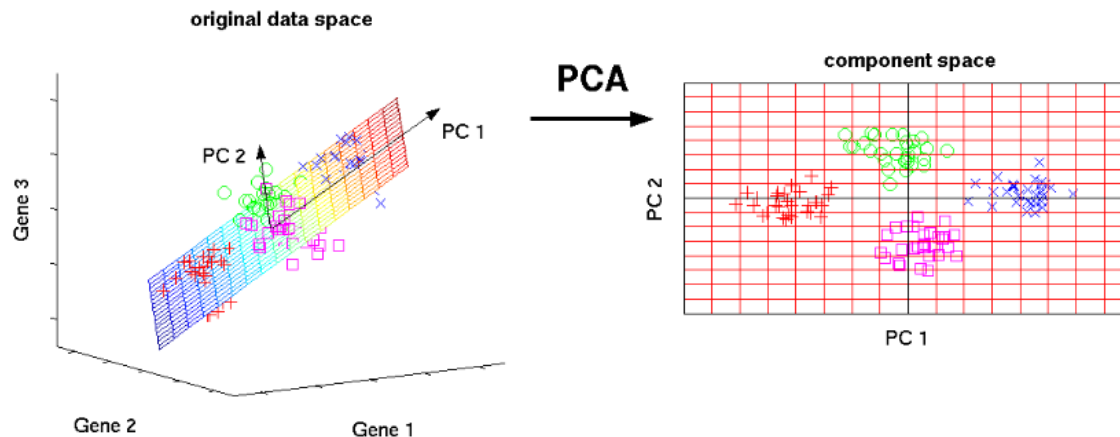 original data space
PCA
component space
PC 1
PC 2
Gene 3
PC 2
Gene 2
Gene 1
PC 1